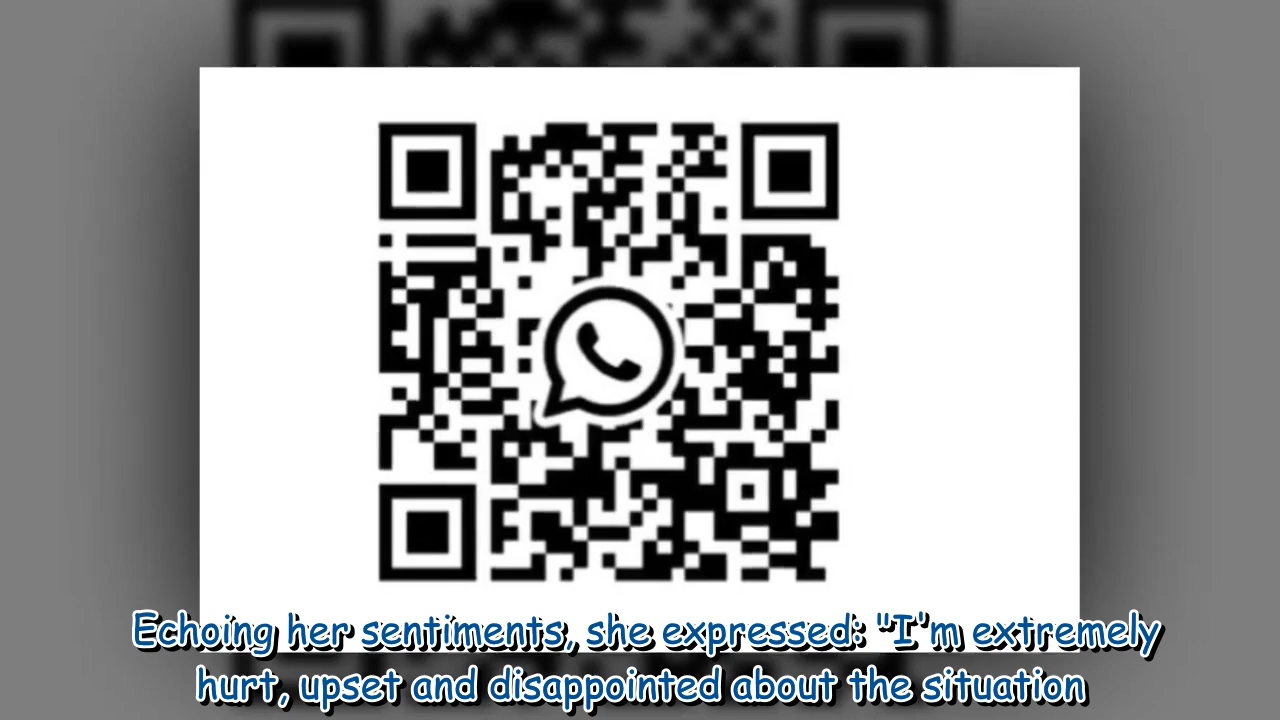 Echoing her sentiments, she expressed: "I'm extremely
hurt, upset and disappointed about the situation